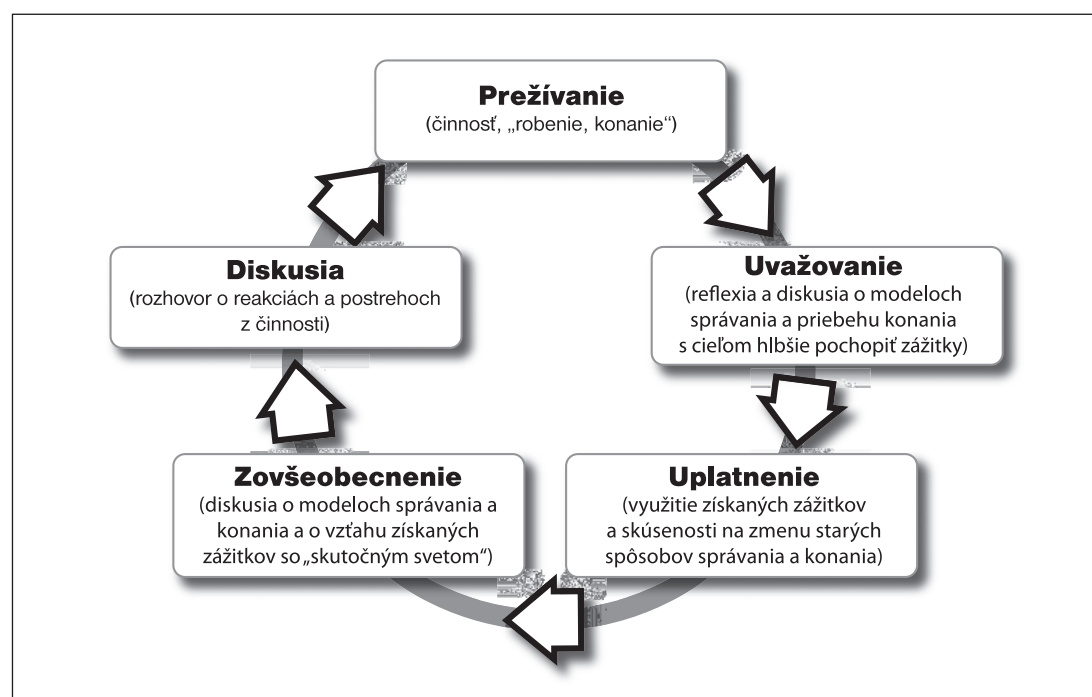 Prežívanie
(činnosť, „robenie, konanie“)
Diskusia
(rozhovor o reakciách a postrehoch
z činnosti)
Uvažovanie
(reflexia a diskusia o modeloch
správania a priebehu konania
s cieľom hlbšie pochopiť zážitky)
Zovšeobecnenie
(diskusia o modeloch správania a
konania a o vzťahu získaných
zážitkov so „skutočným svetom“)
Uplatnenie
(využitie získaných zážitkov
a skúsenosti na zmenu starých
spôsobov správania a konania)